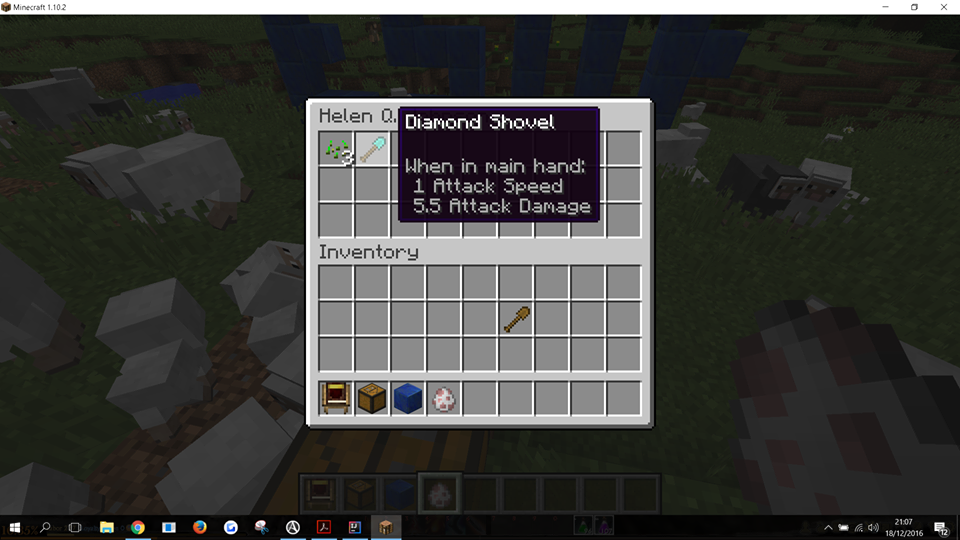 Minecraft 1.10.2
Helen Q.
Diamond Shovel
3
When in main hand:
1 Attack Speed
5.5 Attack Damage
Inventory
21:07
18/12/2016
12